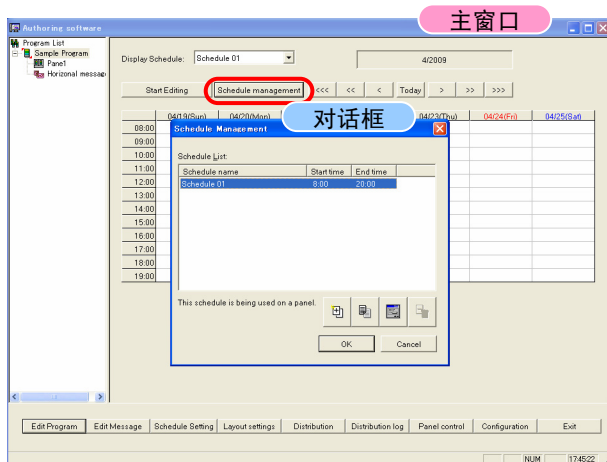 Authoring software
主窗口
Program List
Sample Program
Panel
Horizonal message
Display Schedule: Schedule 01
4/2009
Start Editing Schedule management <<< << < Today > >> >>>
对话框
04/19(Sun) 04/20(Mon) 04/23(Thu) 04/24(Fri) 04/25(Sat)
08:00
09:00
10:00
11:00
12:00
13:00
14:00
15:00
16:00
17:00
18:00
19:00
Schedule Management
Schedule List:
Schedule name Start time End time
Schedule 01 8:00 20:00
This schedule is being used on a panel.
OK Cancel
Edit Program Edit Message Schedule Setting Layout settings Distribution Distribution log Panel control Configuration Exit
NUM 17:45:22